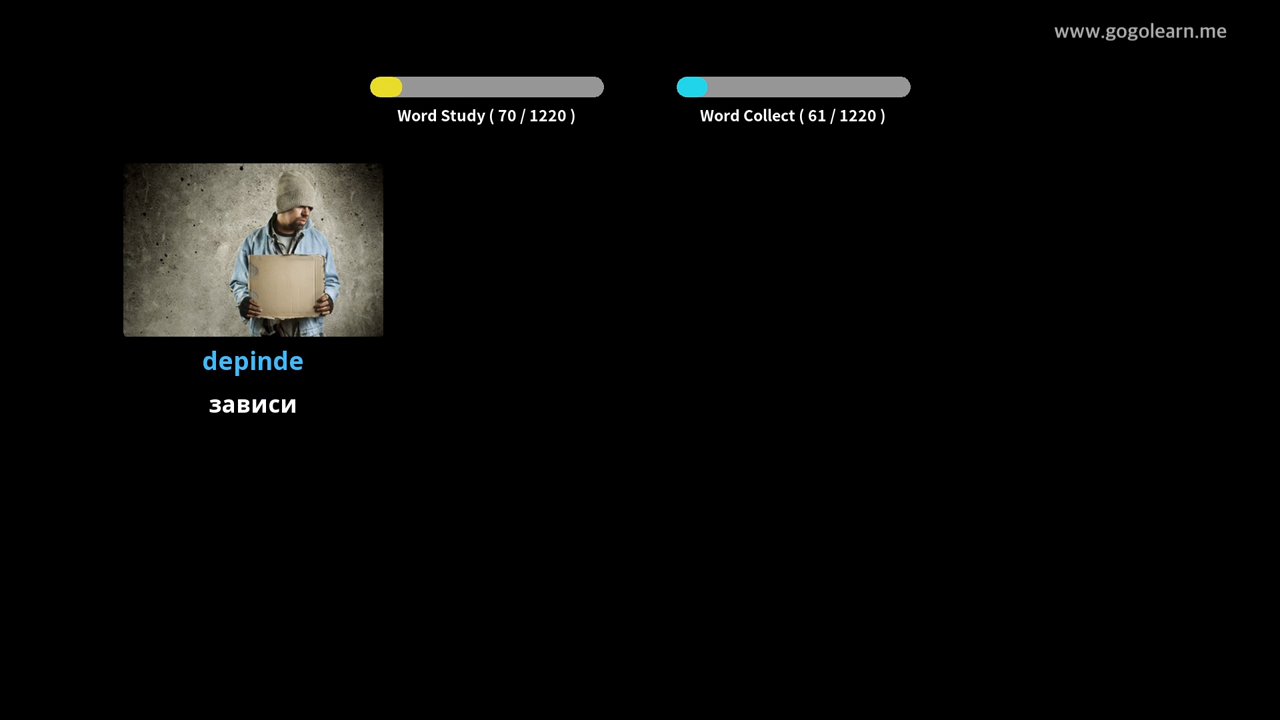 www.gogolearn.me
Word Study ( 70 / 1220 )
Word Collect ( 61 / 1220 )
depinde
зависи